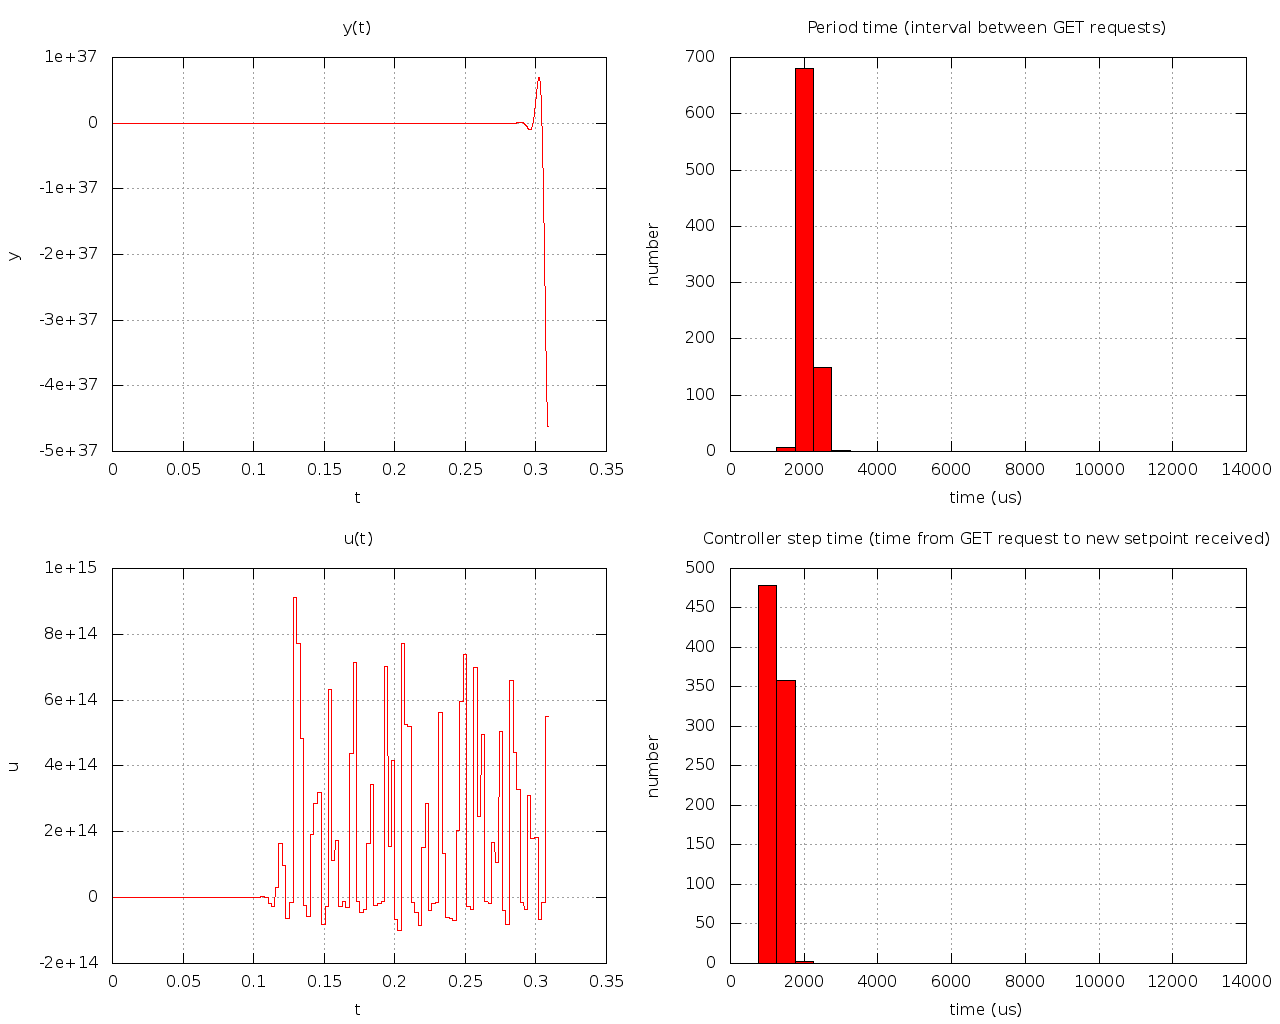 y(t)
1e+37
0
-1e+37
-2e+37
-3e+37
-4e+37
-5e+37
y
0 0.05 0.1 0.15 0.2 0.25 0.3 0.35
t
Period time (interval between GET requests)
700
600
500
400
300
200
100
0
number
0 2000 4000 6000 8000 10000 12000 14000
time (us)
u(t)
1e+15
8e+14
6e+14
4e+14
2e+14
0
-2e+14
u
0 0.05 0.1 0.15 0.2 0.25 0.3 0.35
t
Controller step time (time from GET request to new setpoint received)
500
450
400
350
300
250
200
150
100
50
0
number
0 2000 4000 6000 8000 10000 12000 14000
time (us)